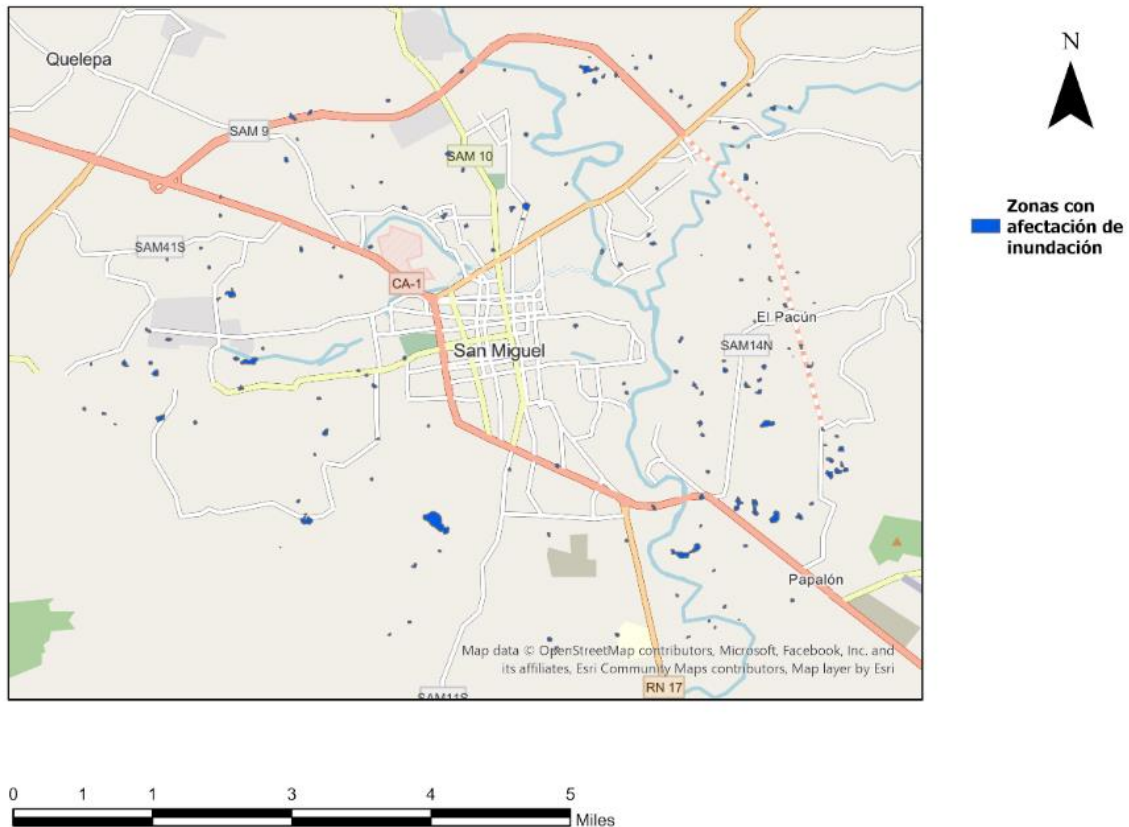 Quelepa
SAM 9
SAM 10
SAM41S
CA-1
El Pacún
SAM14N
San Miguel
Papalón
Map data © OpenStreetMap contributors, Microsoft, Facebook, Inc. and
its affiliates, Esri Community Maps contributors, Map layer by Esri
SAM11S
RN 17
N
Zonas con
afectación de
inundación
0 1 1 3 4 5
Miles